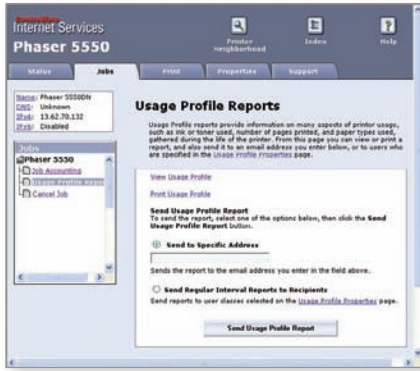 CentreWare
Internet Services
Phaser 5550
Printer Neighborhood
Index
Help
Status
Jobs
Print
Properties
Support
Name: Phaser 5550DN
DNS: Unknown
IPv4: 13.62.70.132
IPv6: Disabled
Jobs
Phaser 5550
Job Accounting
Usage Profile Repo
Cancel Job
Usage Profile Reports
Usage Profile reports provide information on many aspects of printer usage,
such as ink or toner used, number of pages printed, and paper types used,
gathered during the life of the printer. From this page you can view or print a
report, and also send it to an email address you enter below, or to users who
are specified in the Usage Profile Properties page.
View Usage Profile
Print Usage Profile
Send Usage Profile Report
To send the report, select one of the options below, then click the Send
Usage Profile Report button.
Send to Specific Address
Sends the report to the email address you enter in the field above.
Send Regular Interval Reports to Recipients
Send reports to user classes selected on the Usage Profile Properties page.
Send Usage Profile Report